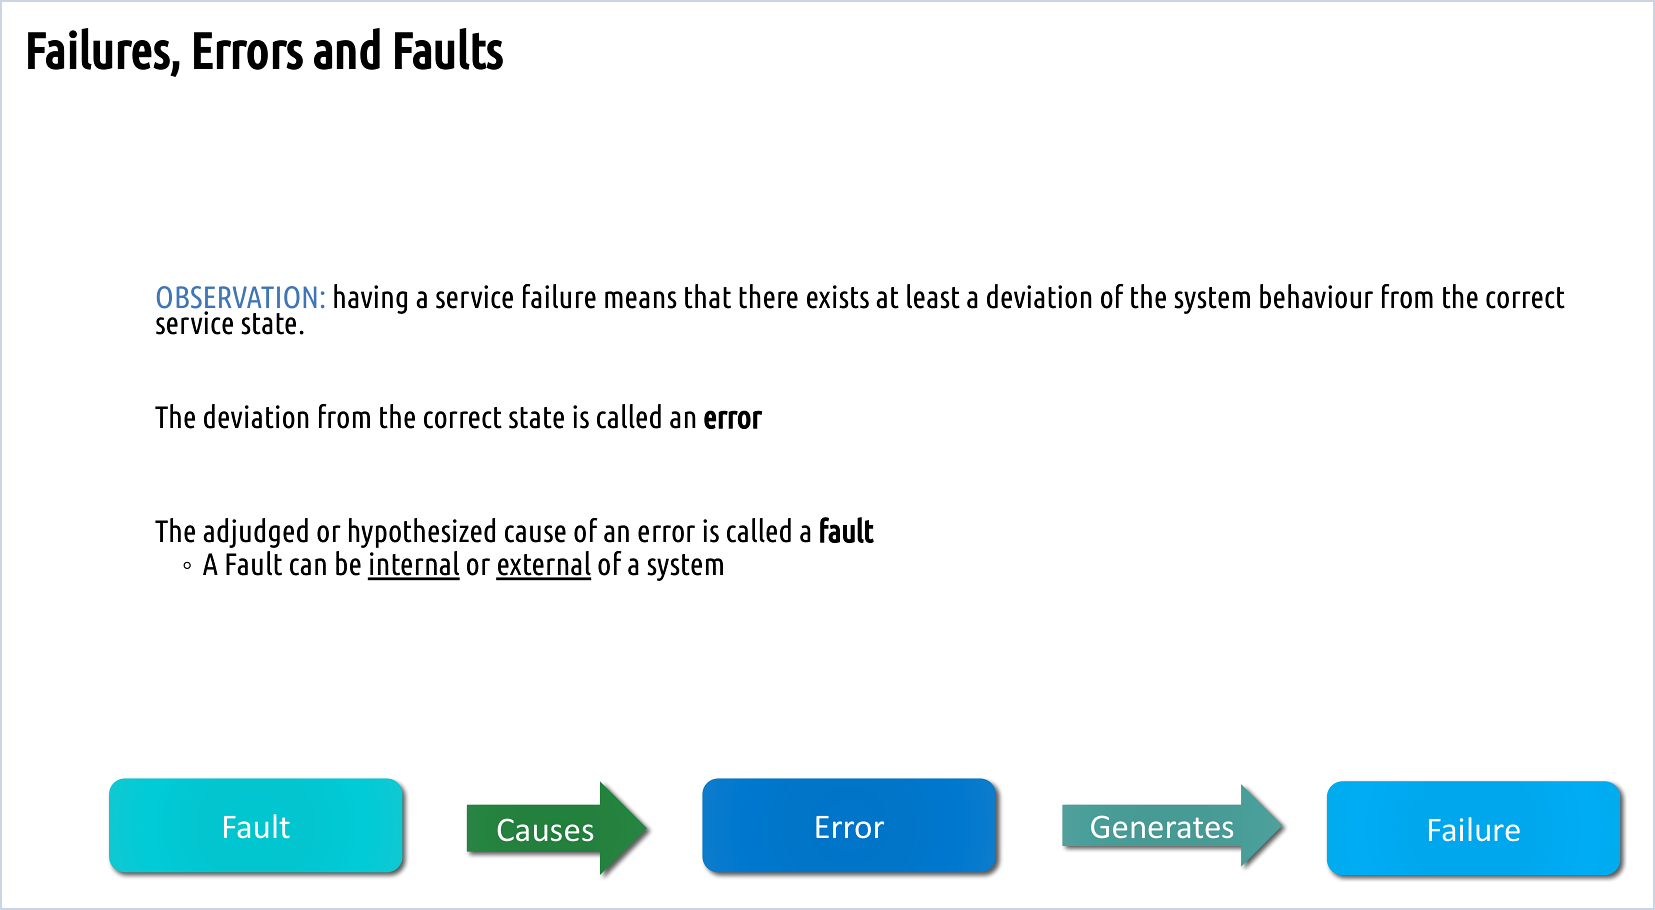 Failures, Errors and Faults
OBSERVATION: having a service failure means that there exists at least a deviation of the system behaviour from the correct
service state.
The deviation from the correct state is called an error
The adjudged or hypothesized cause of an error is called a fault
◦ A Fault can be internal or external of a system
Fault
Causes
Error
Generates
Failure